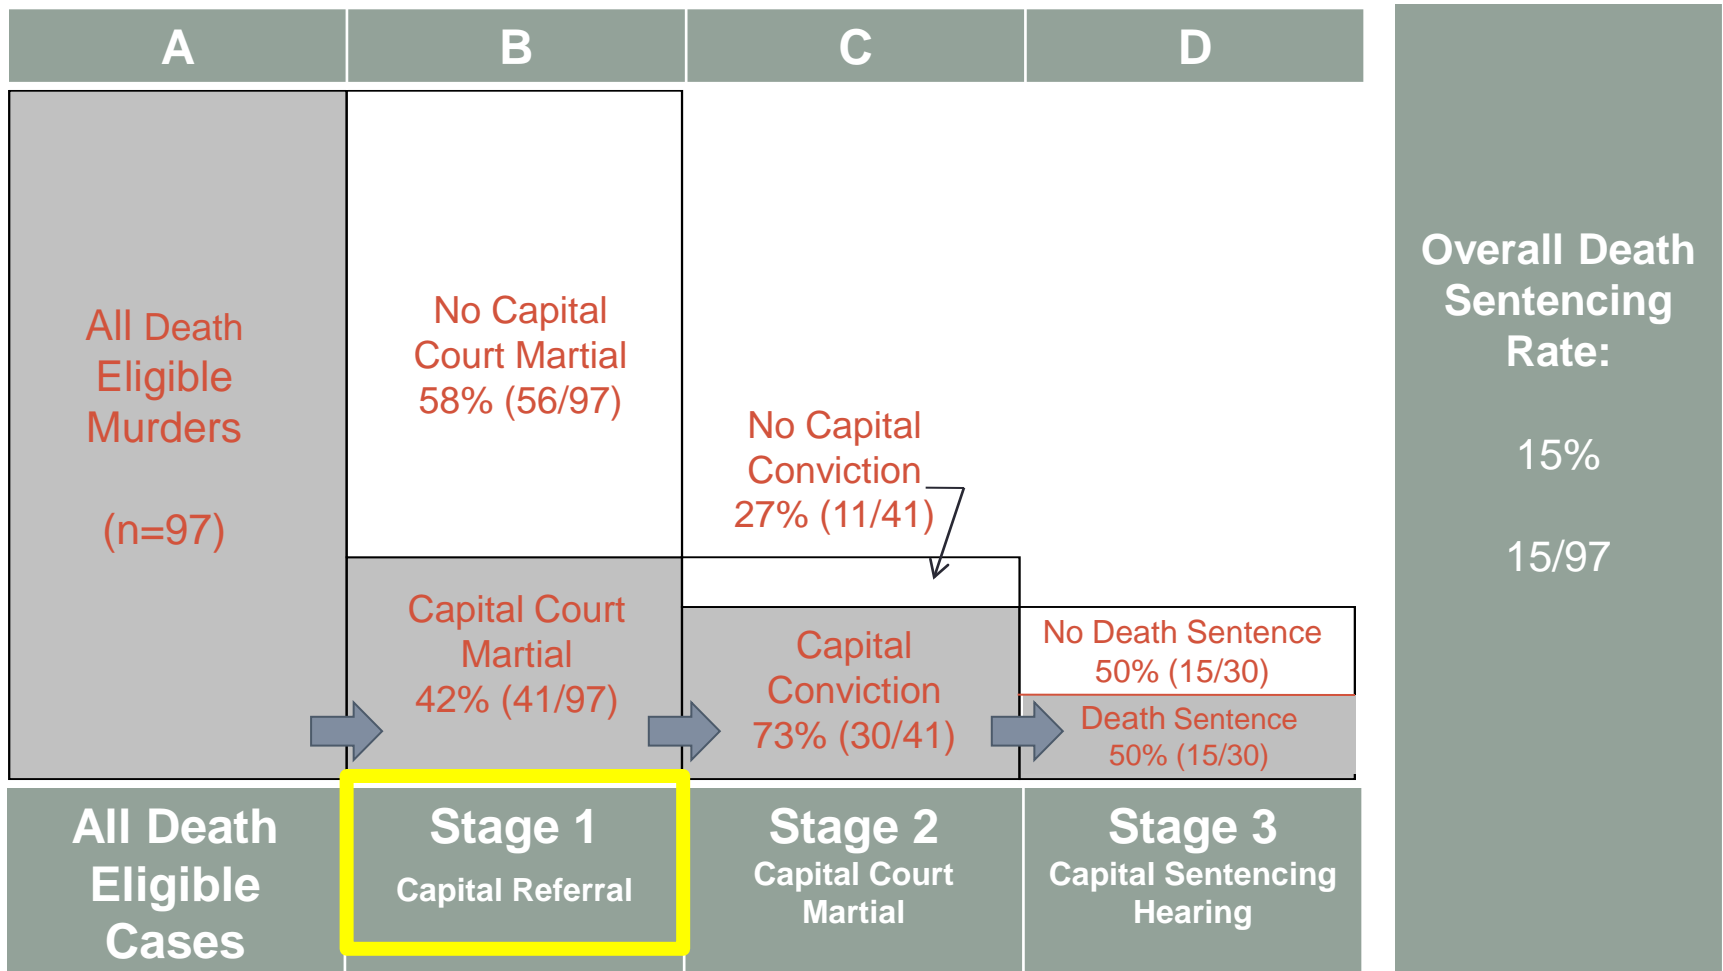 A
B
C
D
All Death
Eligible
Murders
(n=97)
No Capital
Court Martial
58% (56/97)
Capital Court
Martial
42% (41/97)
No Capital
Conviction
27% (11/41)
Capital
Conviction
73% (30/41)
No Death Sentence
50% (15/30)
Death Sentence
50% (15/30)
All Death
Eligible
Cases
Stage 1
Capital Referral
Stage 2
Capital Court
Martial
Stage 3
Capital Sentencing
Hearing
Overall Death
Sentencing
Rate:
15%
15/97